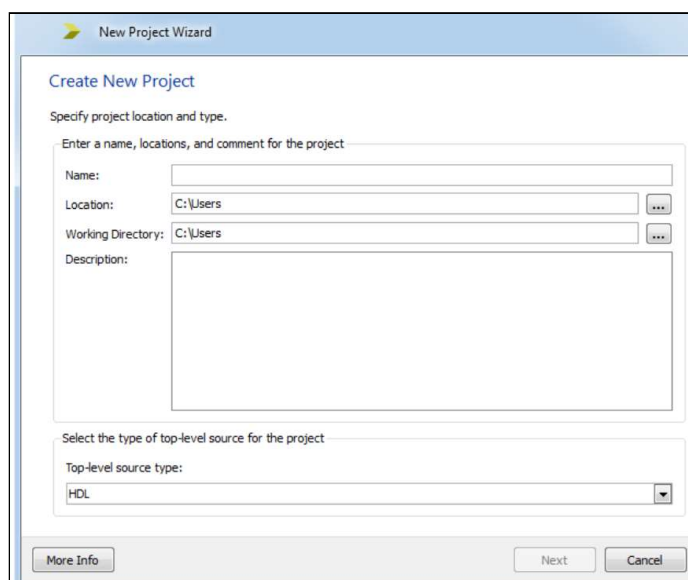 New Project Wizard
Create New Project
Specify project location and type.
Enter a name, locations, and comment for the project
Name:
Location: C:\Users ...
Working Directory: C:\Users ...
Description:
Select the type of top-level source for the project
Top-level source type:
HDL
More Info Next Cancel